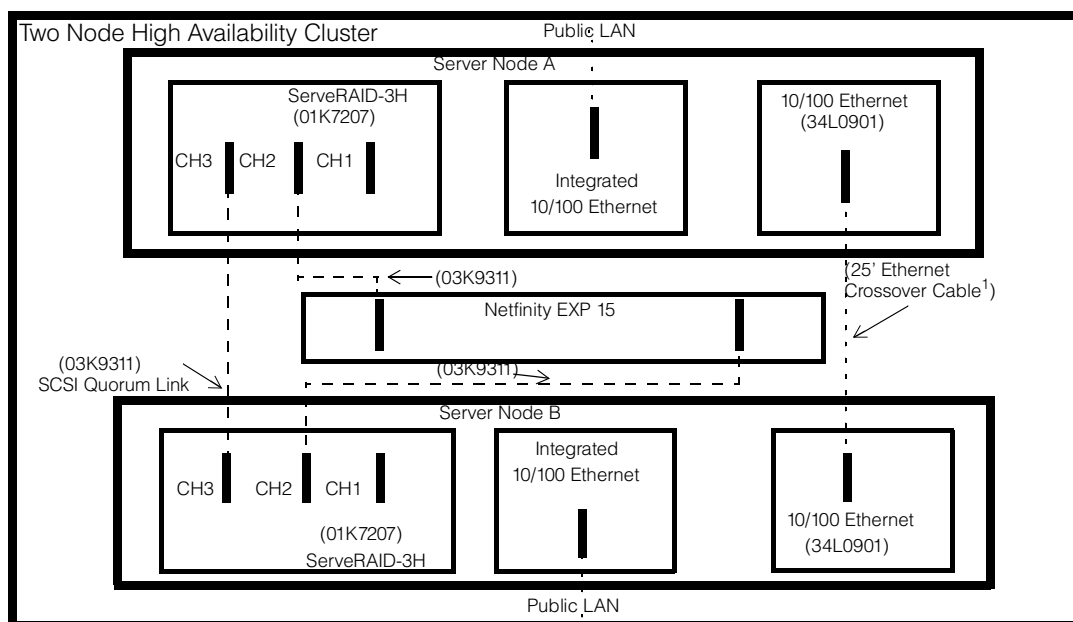 Two Node High Availability Cluster
Public LAN
Server Node A
ServeRAID-3H
(01K7207)
CH3
CH2
CH1
Integrated
10/100 Ethernet
10/100 Ethernet
(34L0901)
(03K9311)
(25' Ethernet
Crossover Cable1)
Netfinity EXP 15
(03K9311)
SCSI Quorum Link
(03K9311)
Server Node B
CH3
CH2
CH1
(01K7207)
ServeRAID-3H
Integrated
10/100 Ethernet
10/100 Ethernet
(34L0901)
Public LAN